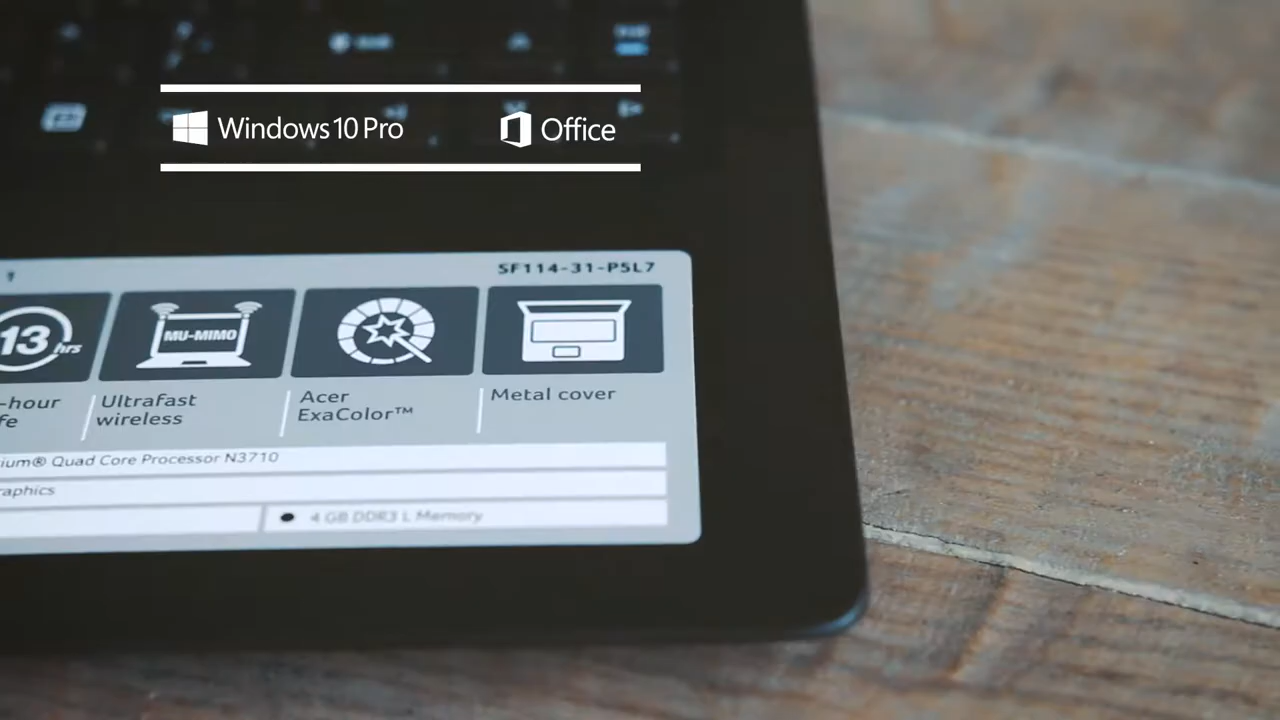 Windows 10 Pro
Office
SF114-31-P5L7
13 hrs
MU-MIMO
-hour
fe
Ultrafast
wireless
Acer
ExaColor™
Metal cover
ium® Quad Core Processor N3710
raphics
4 GB DDR3 L Memory